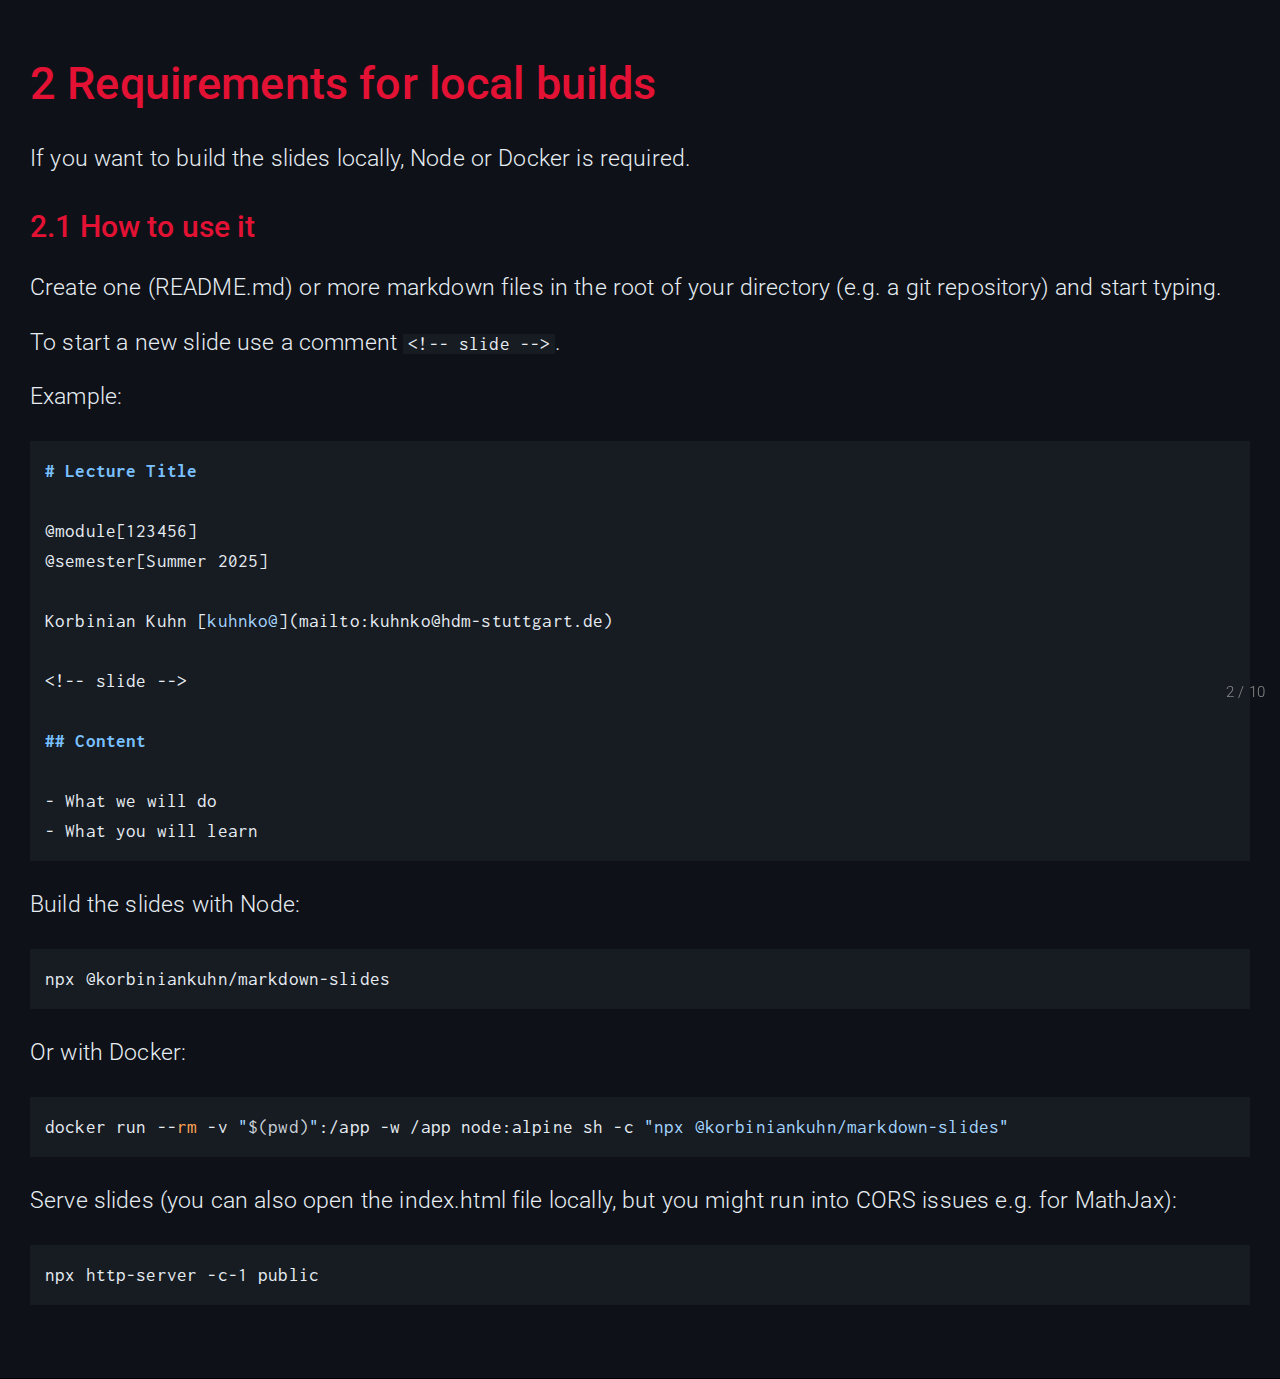 2 Requirements for local builds
If you want to build the slides locally, Node or Docker is required.
2.1 How to use it
Create one (README.md) or more markdown files in the root of your directory (e.g. a git repository) and start typing.
To start a new slide use a comment <!-- slide -->.
Example:
# Lecture Title
@module[123456]
@semester[Summer 2025]
Korbinian Kuhn [kuhnko@](mailto:kuhnko@hdm-stuttgart.de)
<!-- slide -->
2 / 10
## Content
- What we will do
- What you will learn
Build the slides with Node:
npx @korbiniankuhn/markdown-slides
Or with Docker:
docker run --rm -v "$(pwd)":/app -w /app node:alpine sh -c "npx @korbiniankuhn/markdown-slides"
Serve slides (you can also open the index.html file locally, but you might run into CORS issues e.g. for MathJax):
npx http-server -c-1 public